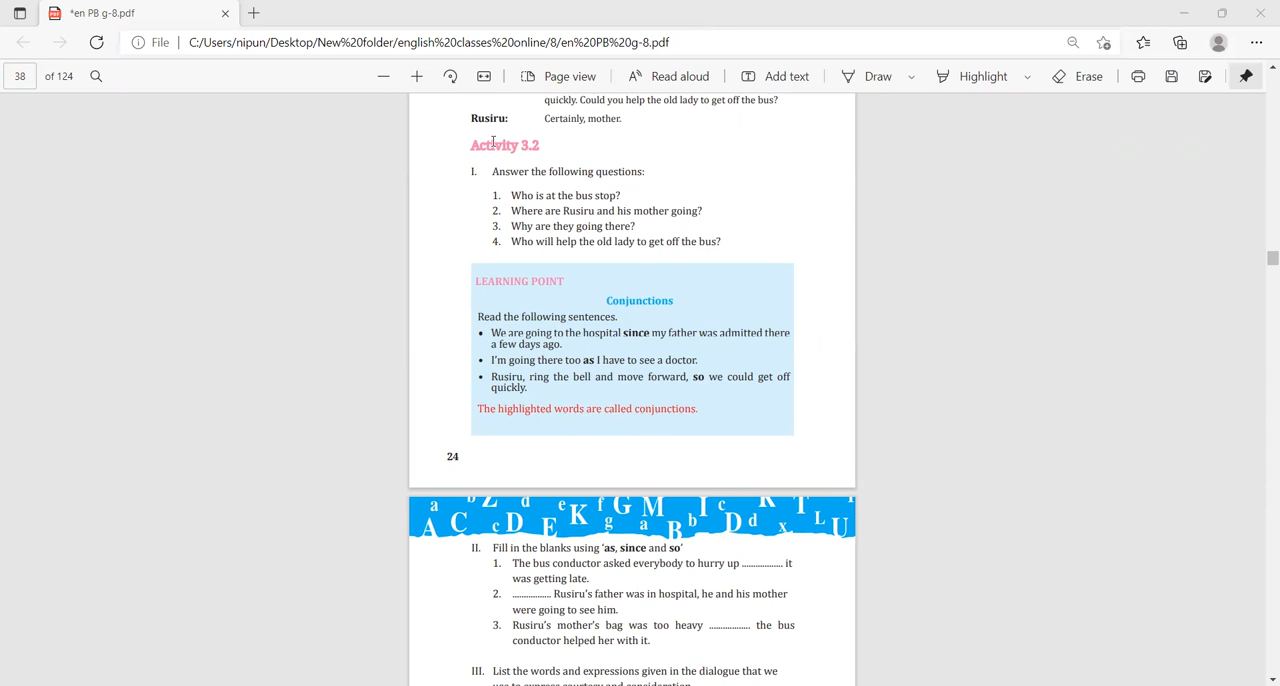 *en PB g-8.pdf
File
C:/Users/nipun/Desktop/New%20folder/english%20classes%20online/8/en%20PB%20g-8.pdf
38 of 124
Page view
Read aloud
Add text
Draw
Highlight
Erase
quickly. Could you help the old lady to get off the bus?
Rusiru: Certainly, mother.
Activity 3.2
I. Answer the following questions:
1. Who is at the bus stop?
2. Where are Rusiru and his mother going?
3. Why are they going there?
4. Who will help the old lady to get off the bus?
LEARNING POINT
Conjunctions
Read the following sentences.
• We are going to the hospital since my father was admitted there
a few days ago.
• I'm going there too as I have to see a doctor.
• Rusiru, ring the bell and move forward, so we could get off
quickly.
The highlighted words are called conjunctions.
24
a b Z d e f G M I c K T
A C c D E K g a B b D d x L U
II. Fill in the blanks using 'as, since and so'
1. The bus conductor asked everybody to hurry up .................. it
was getting late.
2. ................. Rusiru's father was in hospital, he and his mother
were going to see him.
3. Rusiru's mother's bag was too heavy .................. the bus
conductor helped her with it.
III. List the words and expressions given in the dialogue that we
use to express courtesy and consideration